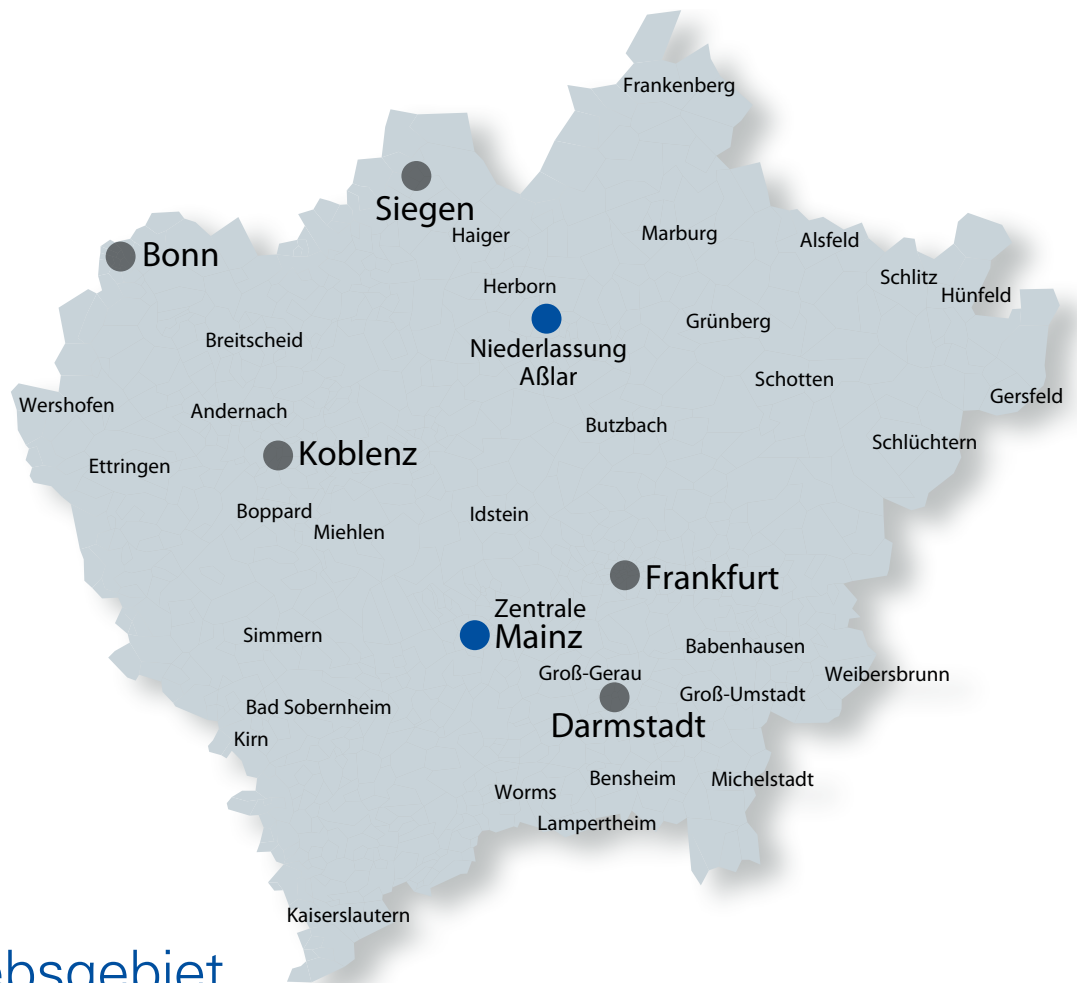 Frankenberg
Siegen
Haiger
Marburg
Alsfeld
Bonn
Schlitz
Hünfeld
Herborn
Grünberg
Breitscheid
Niederlassung
Aßlar
Schotten
Gersfeld
Wershofen
Andernach
Butzbach
Schlüchtern
Koblenz
Ettringen
Boppard
Miehlen
Idstein
Frankfurt
Zentrale
Mainz
Simmern
Babenhausen
Groß-Gerau
Weibersbrunn
Groß-Umstadt
Bad Sobernheim
Darmstadt
Kirn
Bensheim
Michelstadt
Worms
Lampertheim
Kaiserslautern
ebsgebiet